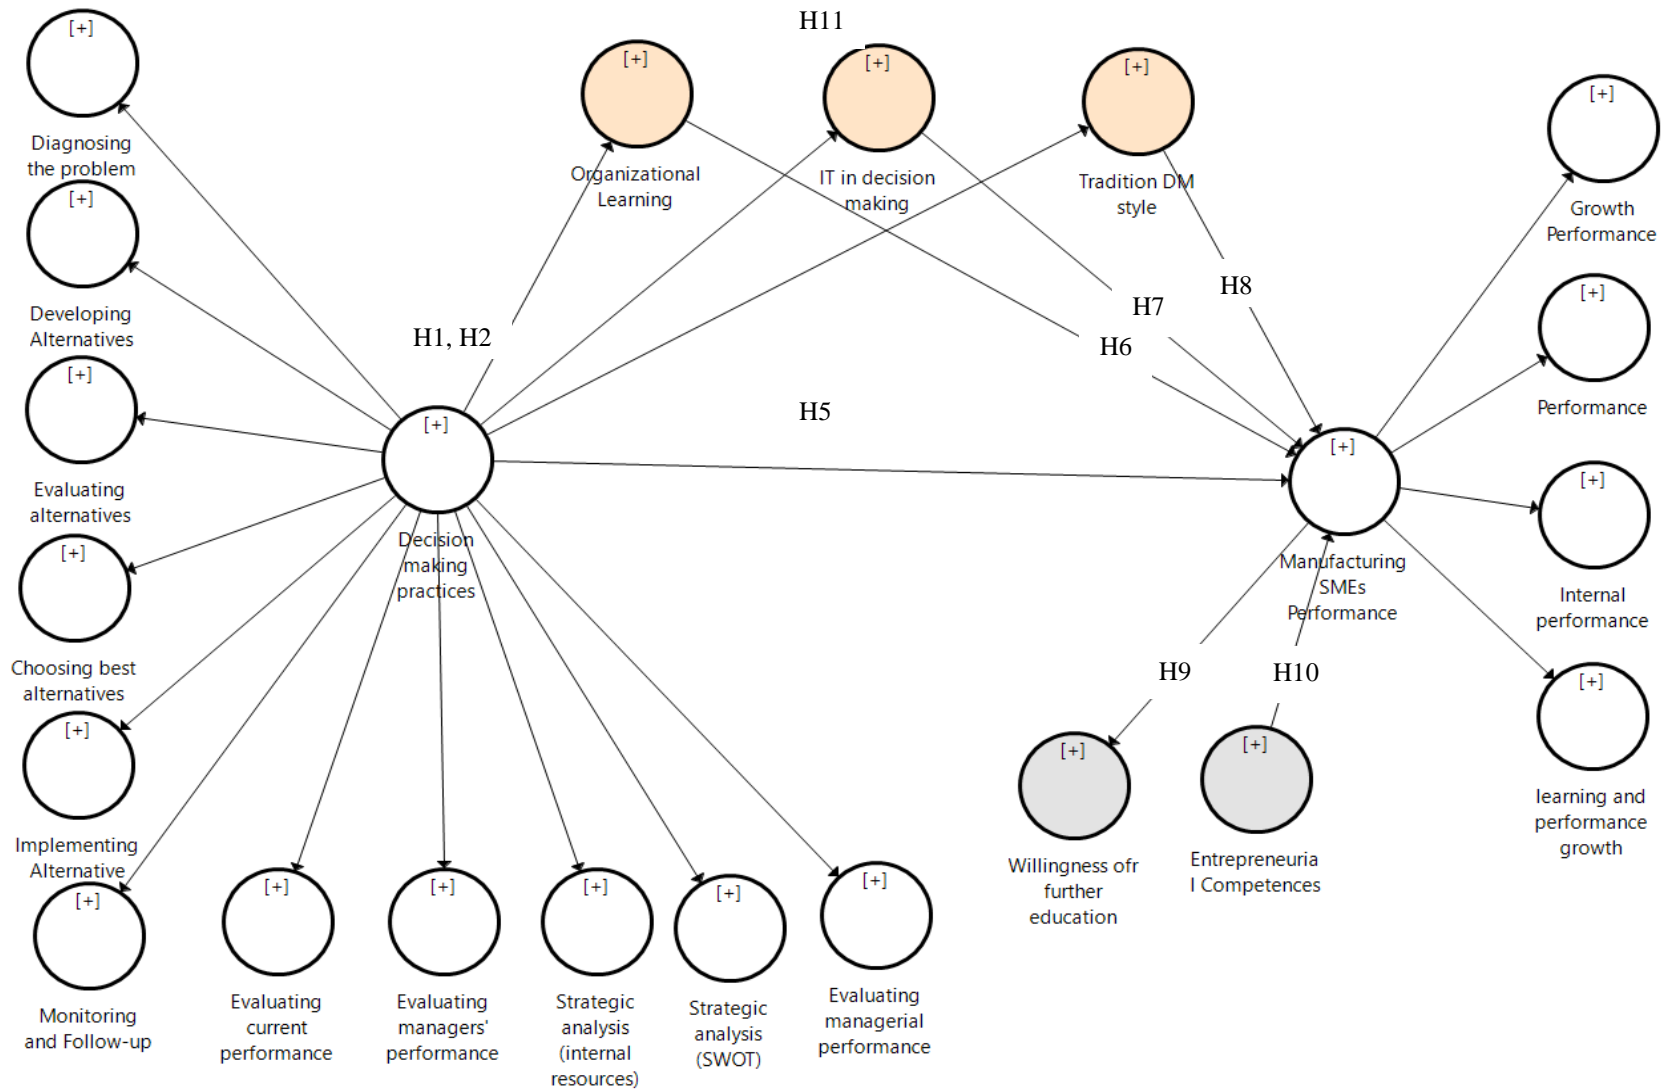 H11
[+]
Diagnosing
the problem
[+]
Organizational
Learning
[+]
IT in decision
making
[+]
Tradition DM
style
[+]
Growth
Performance
[+]
Developing
Alternatives
H1, H2
H7
H8
H6
H5
[+]
Performance
[+]
Evaluating
alternatives
[+]
Decision
making
practices
[+]
Manufacturing
SMEs
Performance
[+]
Internal
performance
[+]
Choosing best
alternatives
H9
H10
[+]
learning and
performance
growth
[+]
Implementing
Alternative
[+]
Willingness ofr
further
education
[+]
Entrepreneuria
l Competences
[+]
Monitoring
and Follow-up
[+]
Evaluating
current
performance
[+]
Evaluating
managers'
performance
[+]
Strategic
analysis
(internal
resources)
[+]
Strategic
analysis
(SWOT)
[+]
Evaluating
managerial
performance